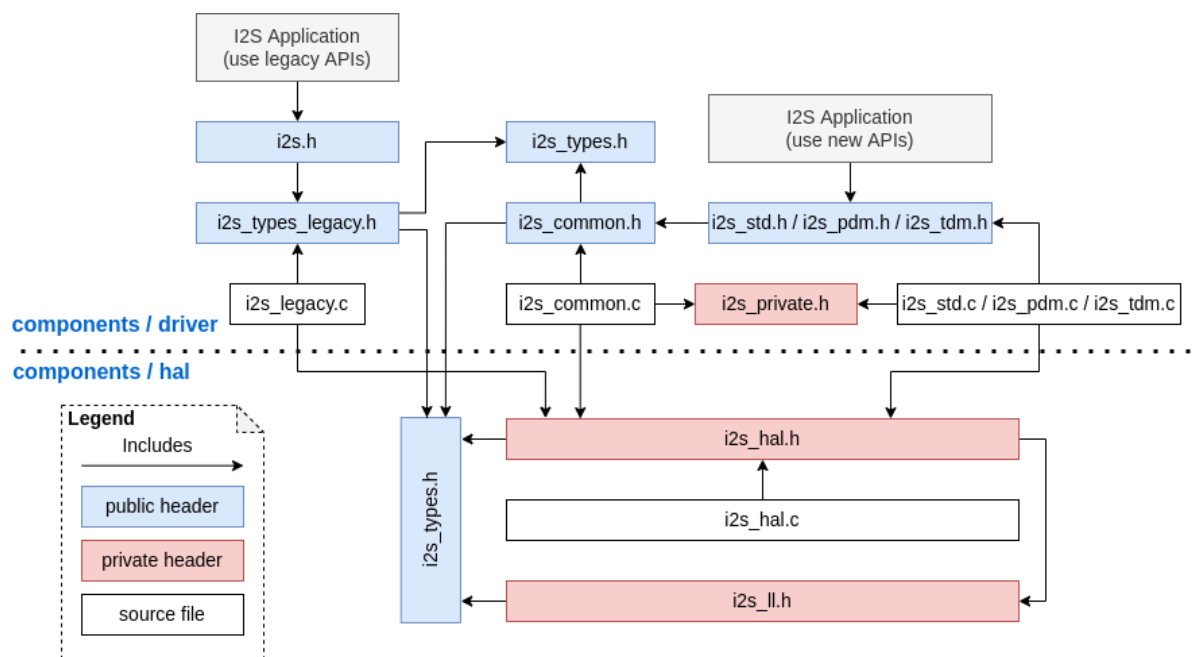 I2S Application
(use legacy APIs)
I2S Application
(use new APIs)
i2s.h
i2s_types.h
i2s_types_legacy.h
i2s_common.h
i2s_std.h / i2s_pdm.h / i2s_tdm.h
i2s_legacy.c
i2s_common.c
i2s_private.h
i2s_std.c / i2s_pdm.c / i2s_tdm.c
components / driver
components / hal
Legend
Includes
public header
private header
source file
i2s_types.h
i2s_hal.h
i2s_hal.c
i2s_ll.h